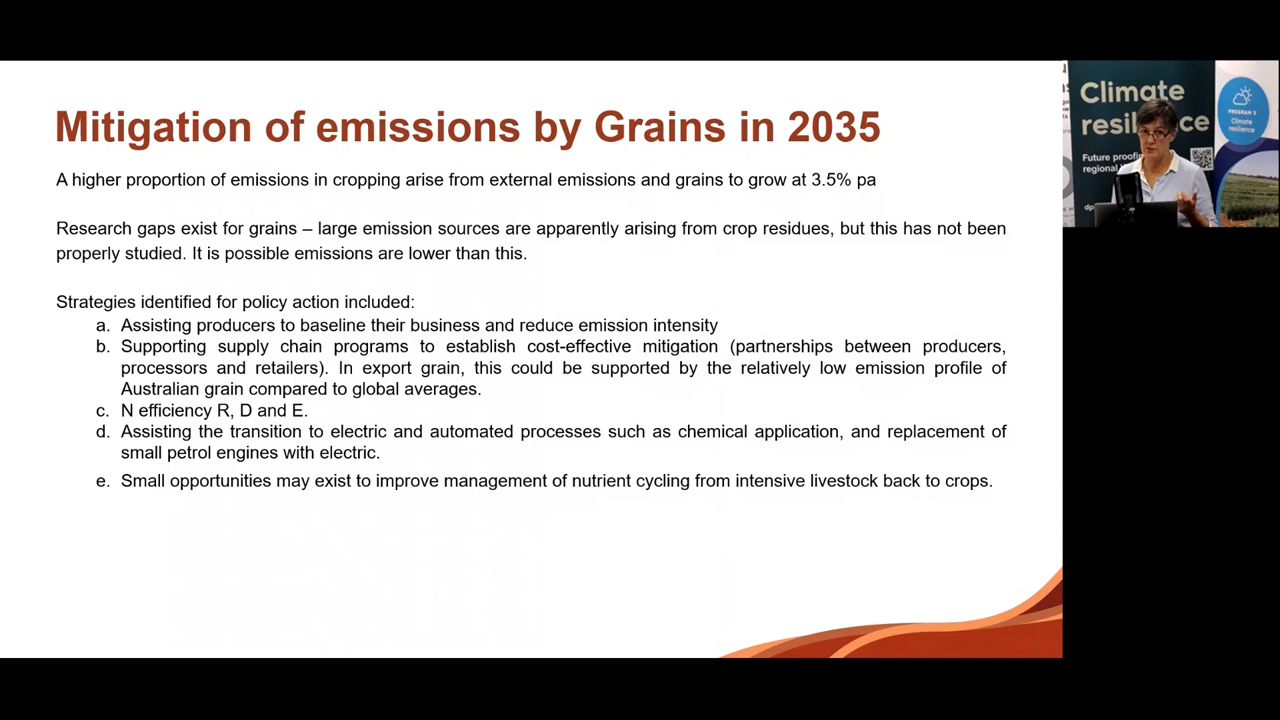 Mitigation of emissions by Grains in 2035
A higher proportion of emissions in cropping arise from external emissions and grains to grow at 3.5% pa
Research gaps exist for grains – large emission sources are apparently arising from crop residues, but this has not been
properly studied. It is possible emissions are lower than this.
Strategies identified for policy action included:
a. Assisting producers to baseline their business and reduce emission intensity
b. Supporting supply chain programs to establish cost-effective mitigation (partnerships between producers,
processors and retailers). In export grain, this could be supported by the relatively low emission profile of
Australian grain compared to global averages.
c. N efficiency R, D and E.
d. Assisting the transition to electric and automated processes such as chemical application, and replacement of
small petrol engines with electric.
e. Small opportunities may exist to improve management of nutrient cycling from intensive livestock back to crops.
Climate
Future
regional
PROGRAM 3
Climate
resilience